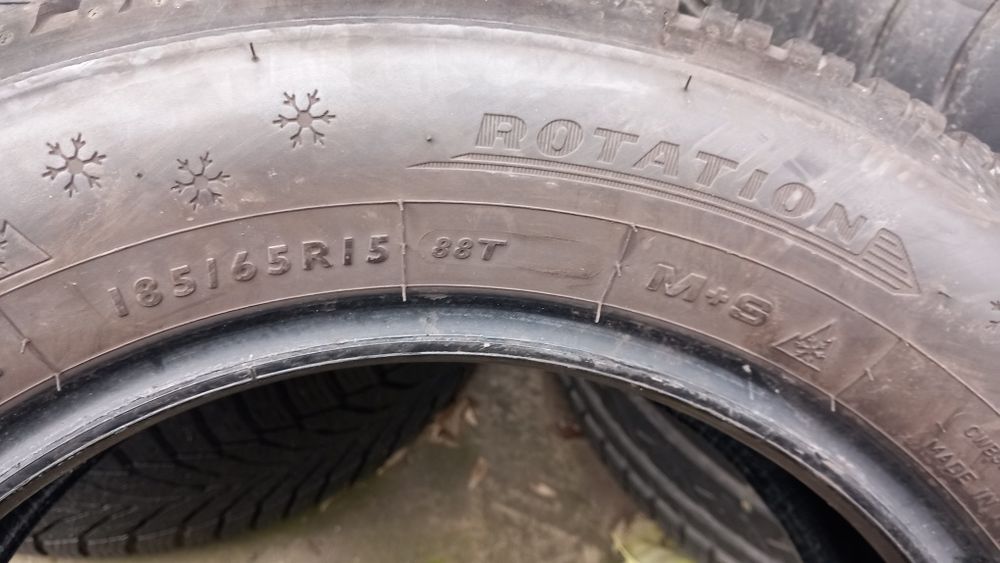 ROTATION
185/65R15
88T
M+S
MADE IN